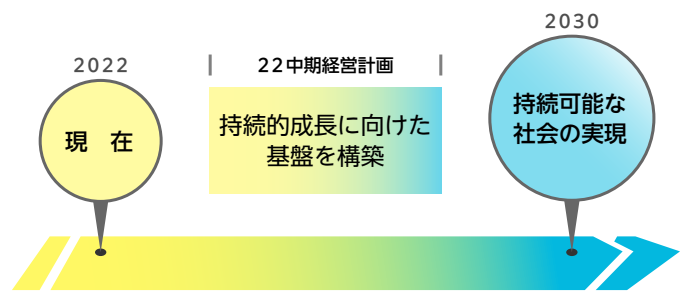 2022
現　在
22中期経営計画
持続的成長に向けた
基盤を構築
2030
持続可能な
社会の実現